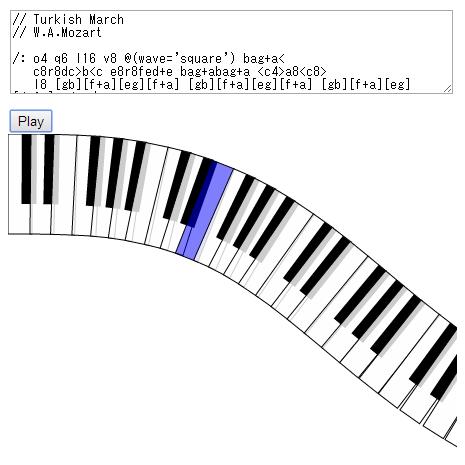 // Turkish March
// W.A.Mozart
/: o4 q6 l16 v8 @(wave='square') bag+a<
c8r8dc>b<c e8r8fed+e bag+abag+a <c4>a8<c8>
l8 [gb][f+a][eg][f+a] [gb][f+a][eg][f+a] [gb][f+a][eg]
Play